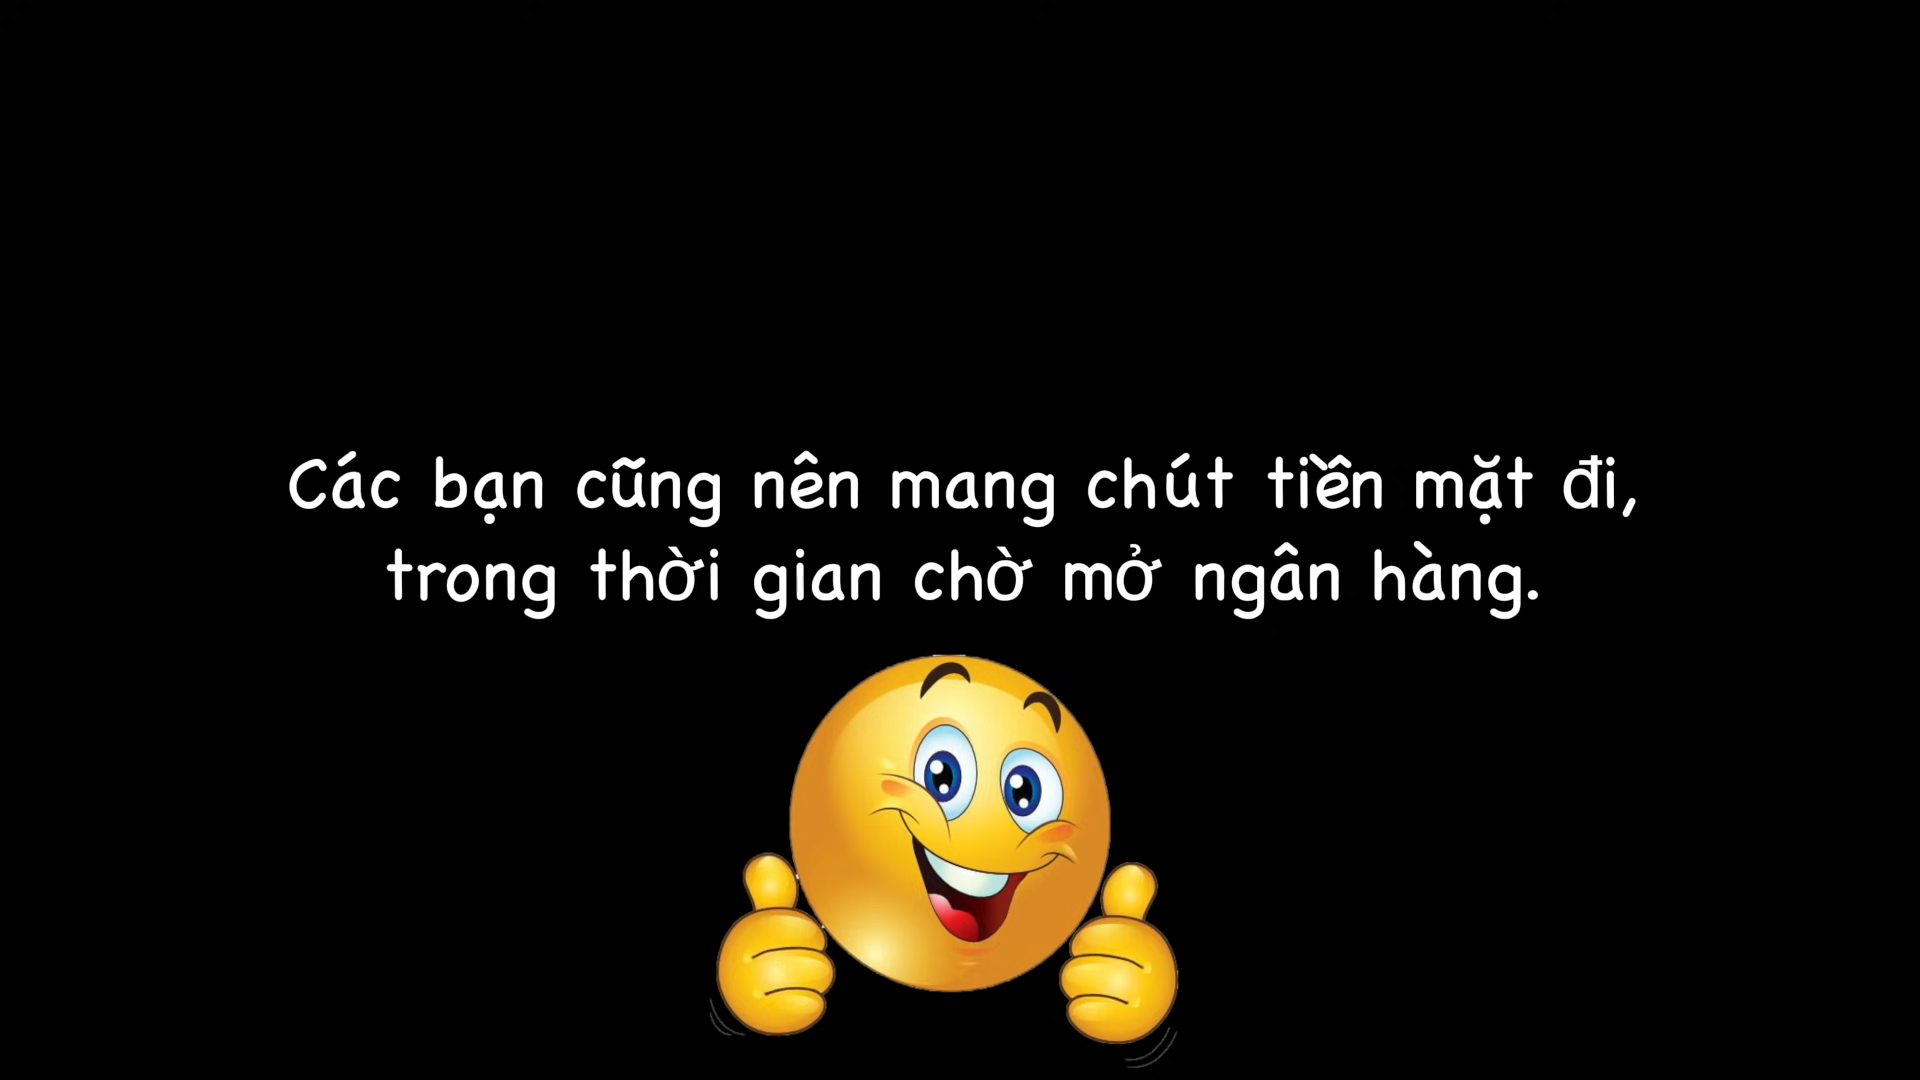 Các bạn cũng nên mang chút tiền mặt đi,
trong thời gian chờ mở ngân hàng.